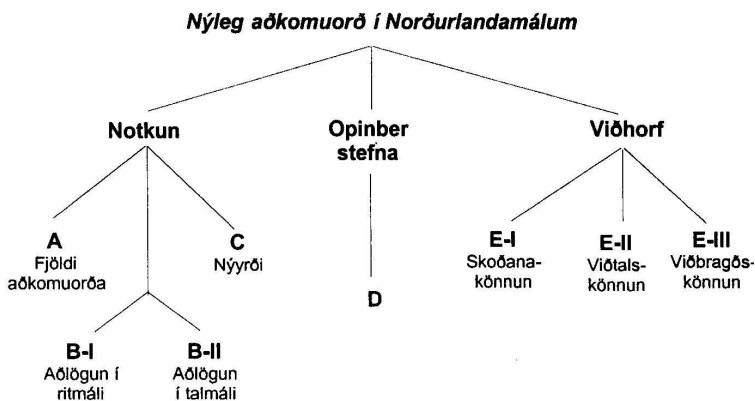 Nýleg aðkomuorð í Norðurlandamálum
Notkun
Opinber
stefna
Viðhorf
A
Fjöldi
aðkomuorða
C
Nýyrði
B-I
Aðlögun í
ritmáli
B-II
Aðlögun
í talmáli
D
E-I
Skoðana-
könnun
E-II
Viðtals-
könnun
E-III
Viðbragðs-
könnun